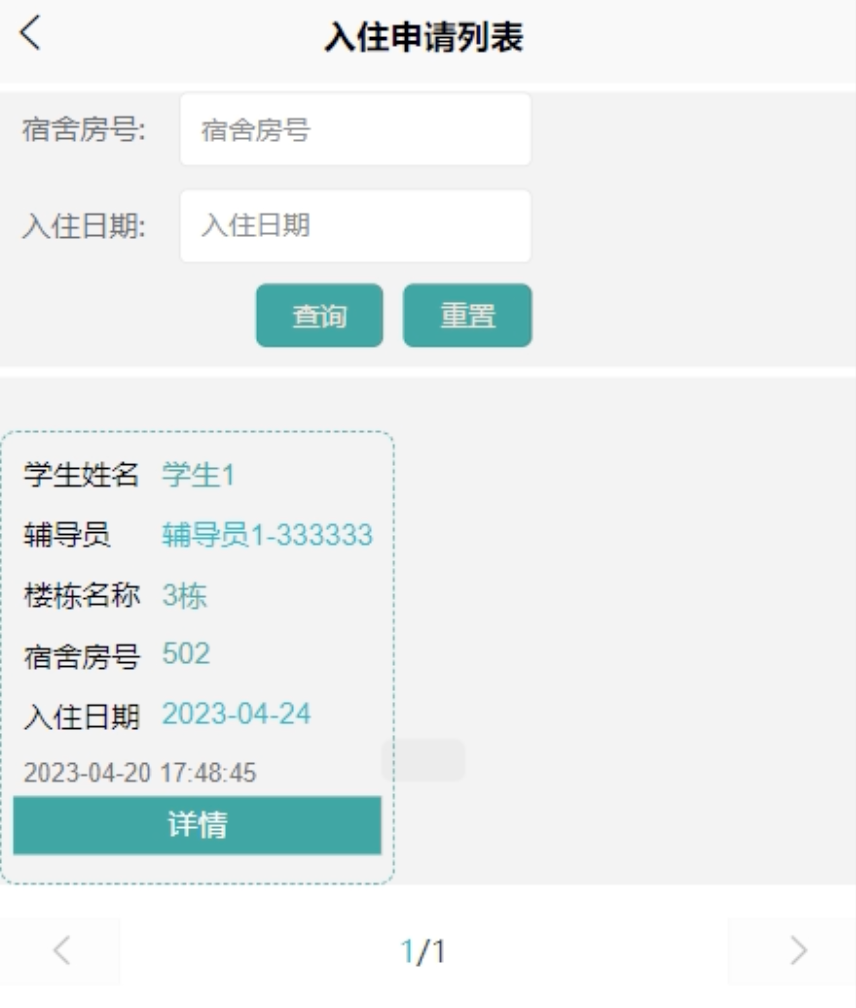 入住申请列表
宿舍房号: 宿舍房号
入住日期: 入住日期
查询 重置
学生姓名 学生1
辅导员 辅导员1-333333
楼栋名称 3栋
宿舍房号 502
入住日期 2023-04-24
2023-04-20 17:48:45
详情
1/1